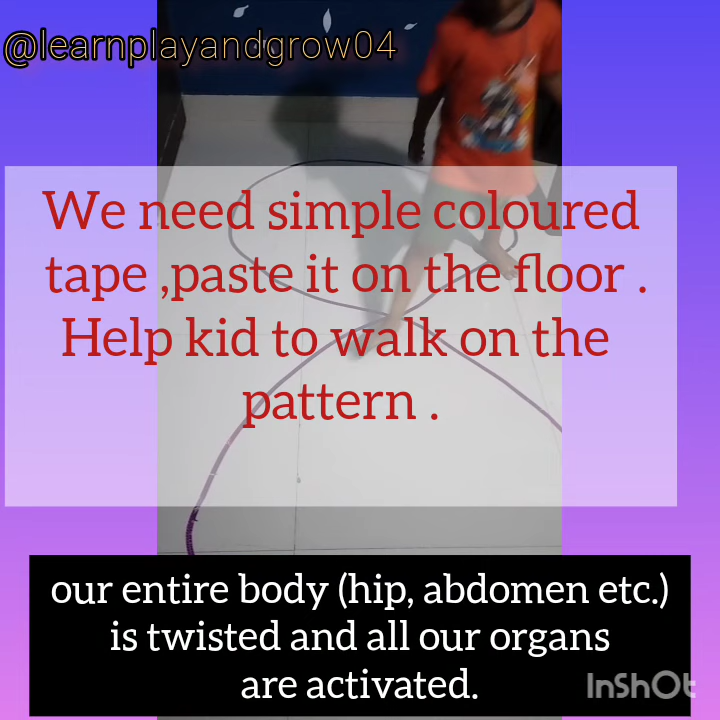 @learnplayandgrow04
We need simple coloured
tape ,paste it on the floor .
Help kid to walk on the
pattern .
our entire body (hip, abdomen etc.)
is twisted and all our organs
are activated.
InShOt